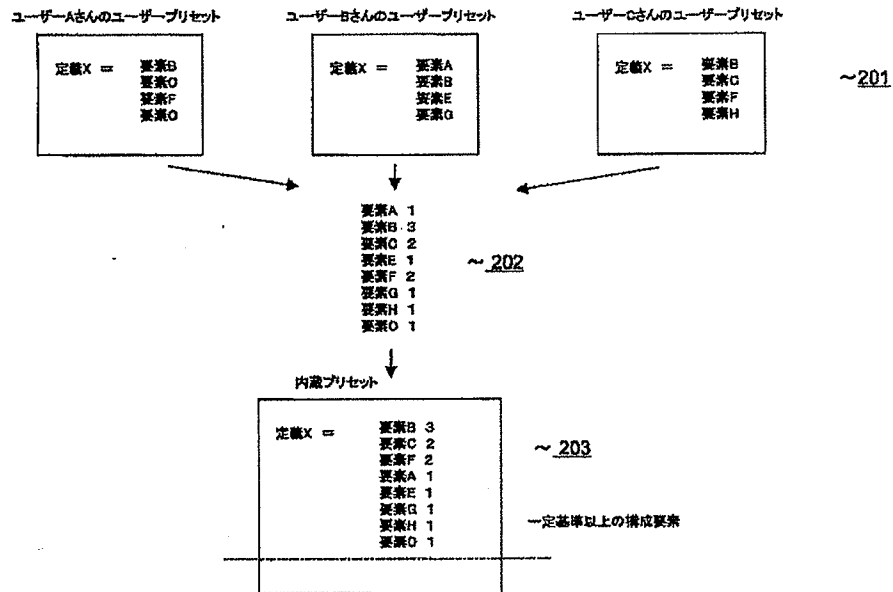 ユーザーAさんのユーザープリセット
ユーザーBさんのユーザープリセット
ユーザーCさんのユーザープリセット
定義X = 要素B
要素C
要素F
要素O
定義X = 要素A
要素B
要素E
要素G
定義X = 要素B
要素C
要素F
要素H
~201
要素A 1
要素B 3
要素C 2
要素E 1
要素F 2
要素G 1
要素H 1
要素O 1
~202
内蔵プリセット
定義X = 要素B 3
要素C 2
要素F 2
要素A 1
要素E 1
要素G 1
要素H 1
要素O 1
~203
一定基準以上の構成要素